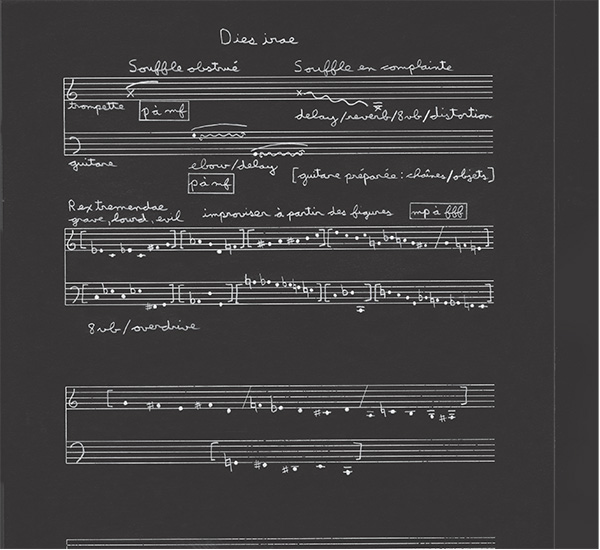 Dies irae
Souffle obstrué Souffle en complainte
trompette p à mf delay/reverb/8vb/distortion
guitare ebow/delay [guitare préparée: chaînes/objets]
p à mf
Rex tremendae
grave, lourd, evil improviser à partir des figures mp à fff
8vb/overdrive